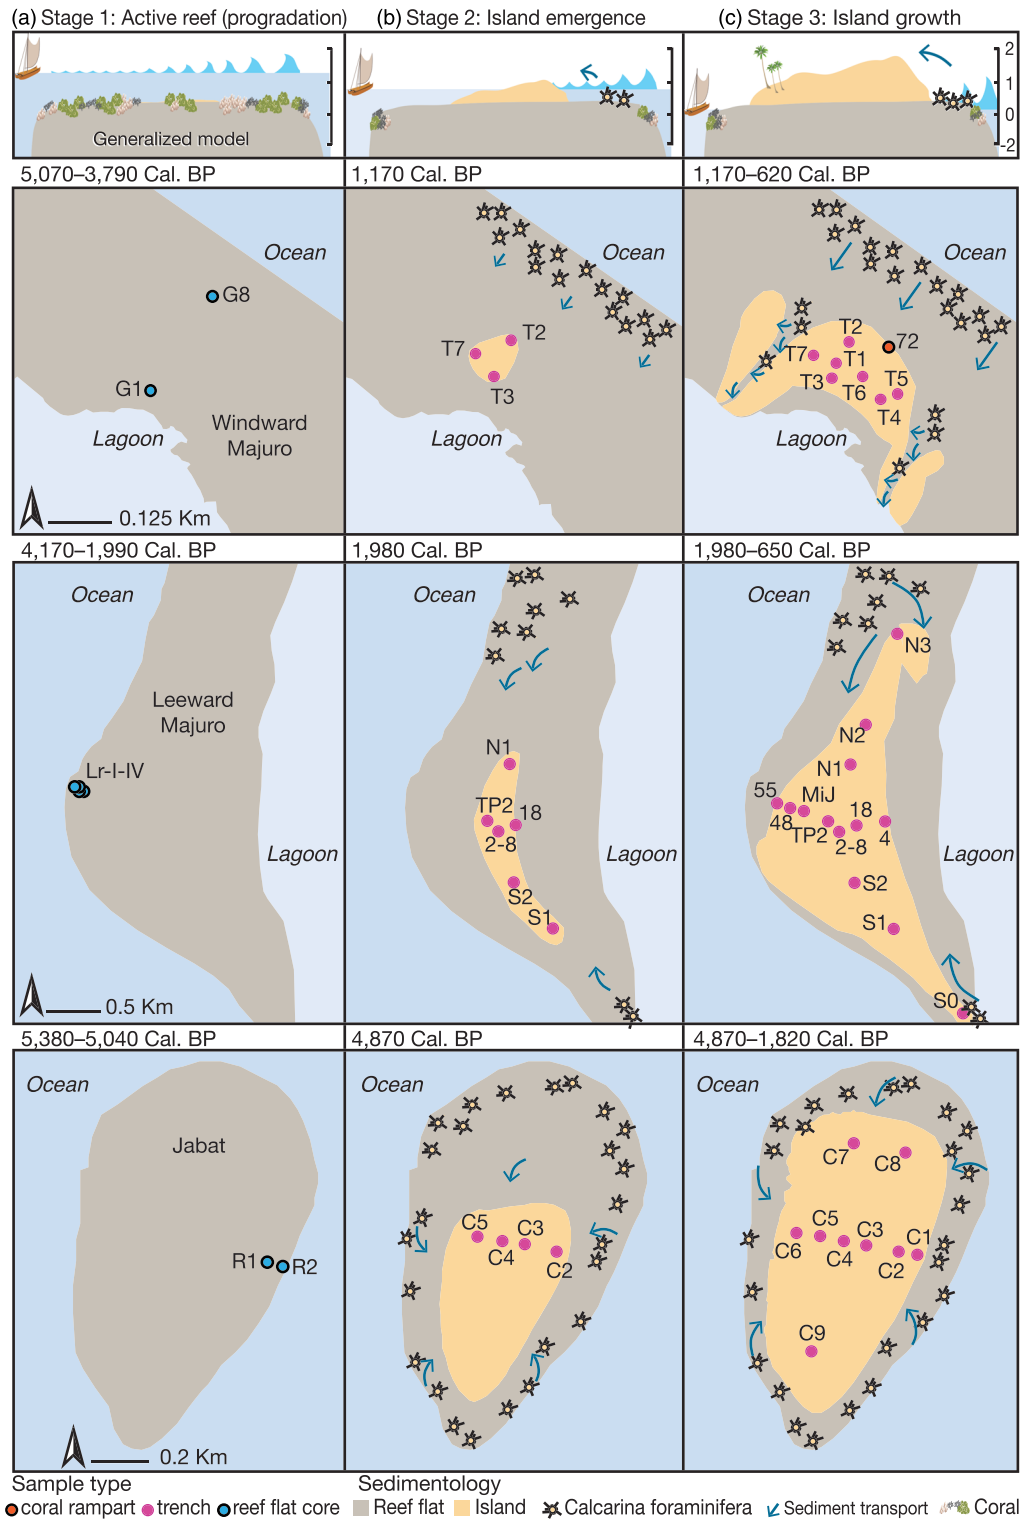 (a) Stage 1: Active reef (progradation)
(b) Stage 2: Island emergence
(c) Stage 3: Island growth
Generalized model
2
1
0
-2
5,070–3,790 Cal. BP
1,170 Cal. BP
1,170–620 Cal. BP
Ocean
G8
G1
Lagoon
Windward
Majuro
0.125 Km
Ocean
T2
T7
T3
Lagoon
Ocean
T2
72
T7
T1
T3
T6
T5
T4
Lagoon
4,170–1,990 Cal. BP
1,980 Cal. BP
1,980–650 Cal. BP
Ocean
Leeward
Majuro
Lr-I-IV
Lagoon
0.5 Km
Ocean
N1
TP2
18
2-8
S2
S1
Lagoon
Ocean
N3
N2
N1
55
MiJ
48
18
TP2
2-8
4
S2
S1
S0
Lagoon
5,380–5,040 Cal. BP
4,870 Cal. BP
4,870–1,820 Cal. BP
Ocean
Jabat
R1
R2
0.2 Km
Ocean
C5
C3
C4
C2
Ocean
C7
C8
C5
C3
C1
C6
C4
C2
C9
Sample type
coral rampart
trench
reef flat core
Sedimentology
Reef flat
Island
Calcarina foraminifera
Sediment transport
Coral